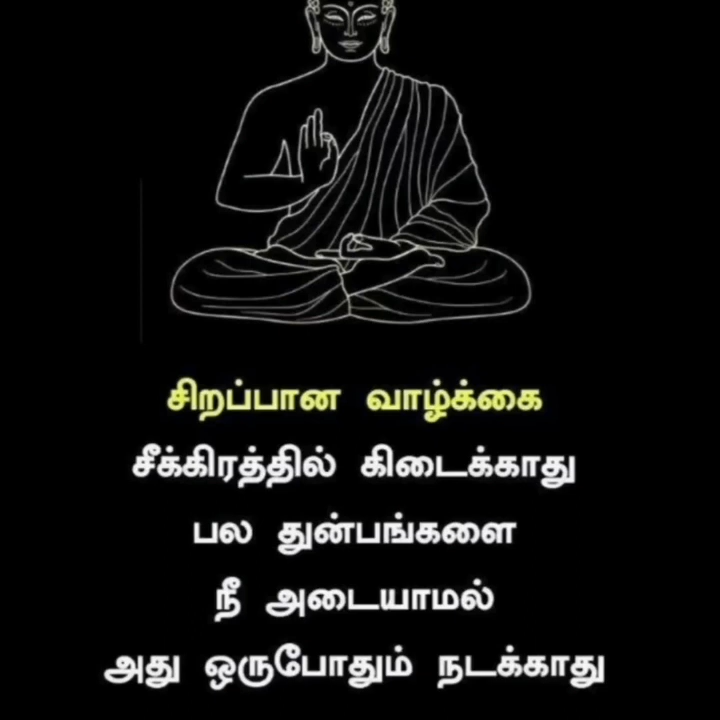 சிறப்பான வாழ்க்கை
சீக்கிரத்தில் கிடைக்காது
பல துன்பங்களை
நீ அடையாமல்
அது ஒருபோதும் நடக்காது